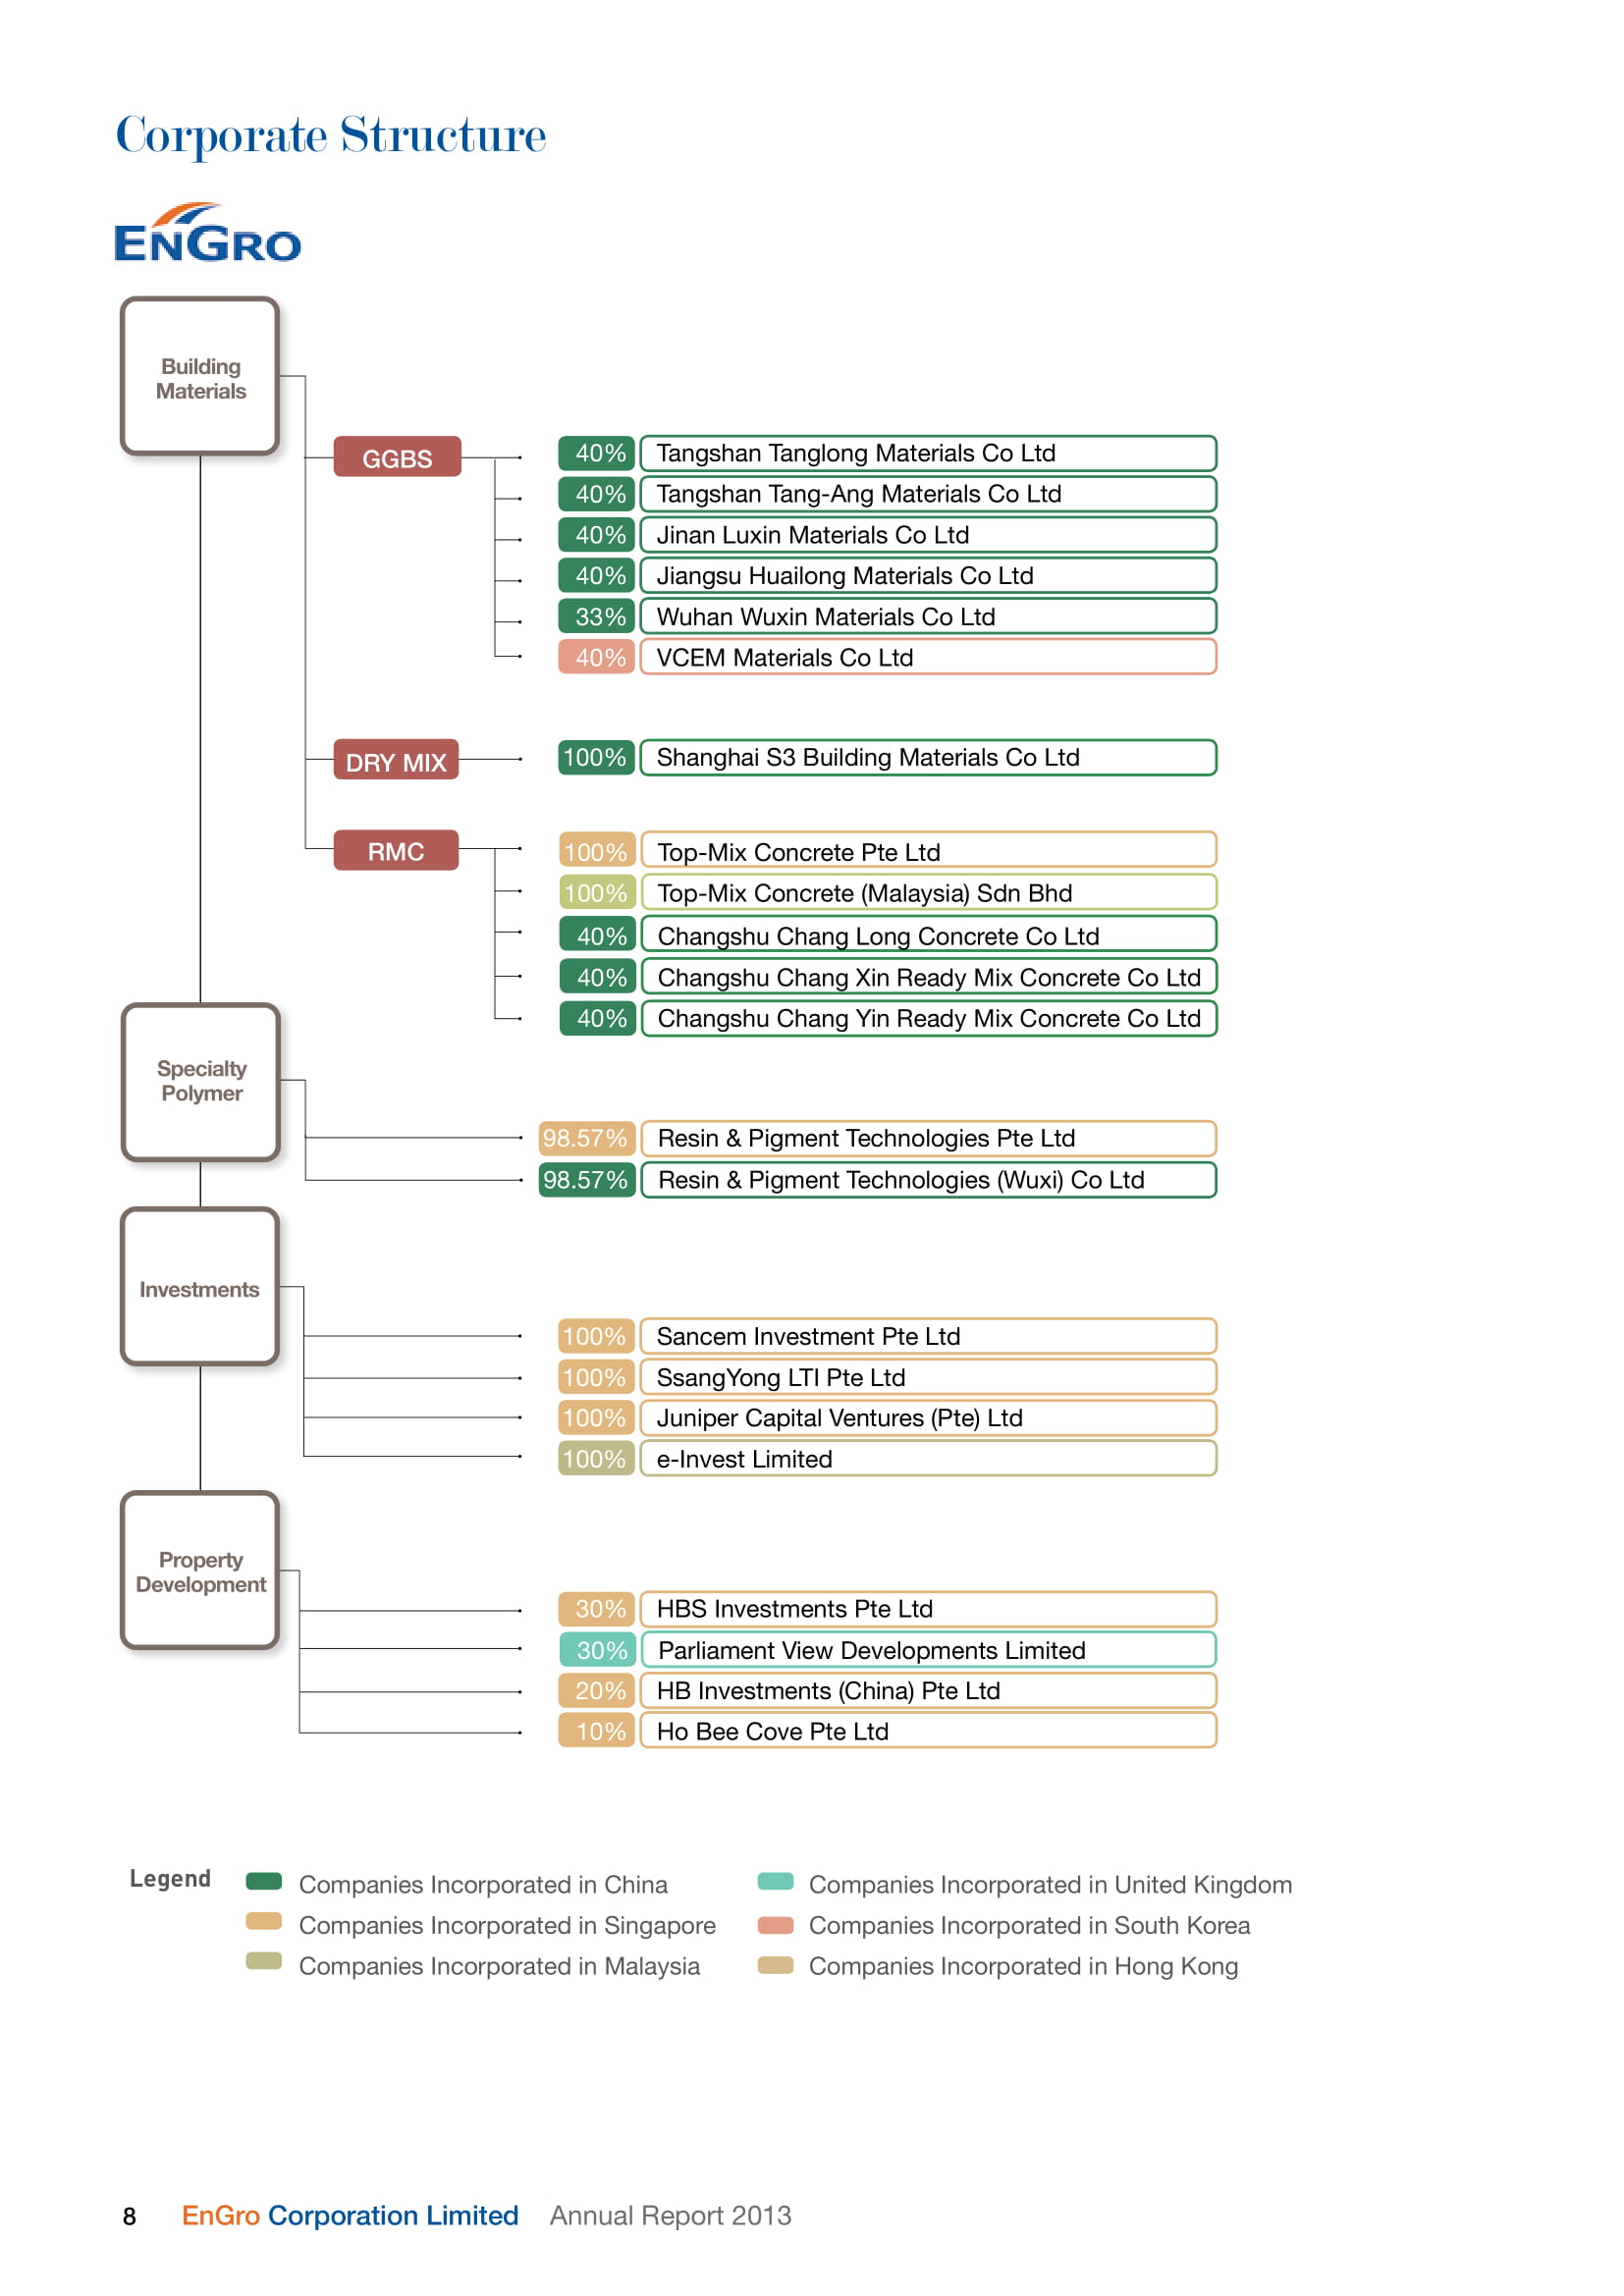 Corporate Structure
ENGRO
Building
Materials
GGBS
40% Tangshan Tanglong Materials Co Ltd
40% Tangshan Tang-Ang Materials Co Ltd
40% Jinan Luxin Materials Co Ltd
40% Jiangsu Huailong Materials Co Ltd
33% Wuhan Wuxin Materials Co Ltd
40% VCEM Materials Co Ltd
DRY MIX
100% Shanghai S3 Building Materials Co Ltd
RMC
100% Top-Mix Concrete Pte Ltd
100% Top-Mix Concrete (Malaysia) Sdn Bhd
40% Changshu Chang Long Concrete Co Ltd
40% Changshu Chang Xin Ready Mix Concrete Co Ltd
40% Changshu Chang Yin Ready Mix Concrete Co Ltd
Specialty
Polymer
98.57% Resin & Pigment Technologies Pte Ltd
98.57% Resin & Pigment Technologies (Wuxi) Co Ltd
Investments
100% Sancem Investment Pte Ltd
100% SsangYong LTI Pte Ltd
100% Juniper Capital Ventures (Pte) Ltd
100% e-Invest Limited
Property
Development
30% HBS Investments Pte Ltd
30% Parliament View Developments Limited
20% HB Investments (China) Pte Ltd
10% Ho Bee Cove Pte Ltd
Legend
Companies Incorporated in China
Companies Incorporated in Singapore
Companies Incorporated in Malaysia
Companies Incorporated in United Kingdom
Companies Incorporated in South Korea
Companies Incorporated in Hong Kong
8 EnGro Corporation Limited Annual Report 2013